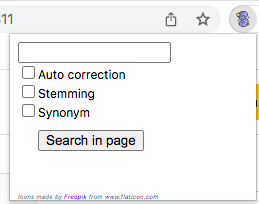 11
Auto correction
Stemming
Synonym
Search in page
Icons made by Freepik from www.flaticon.com